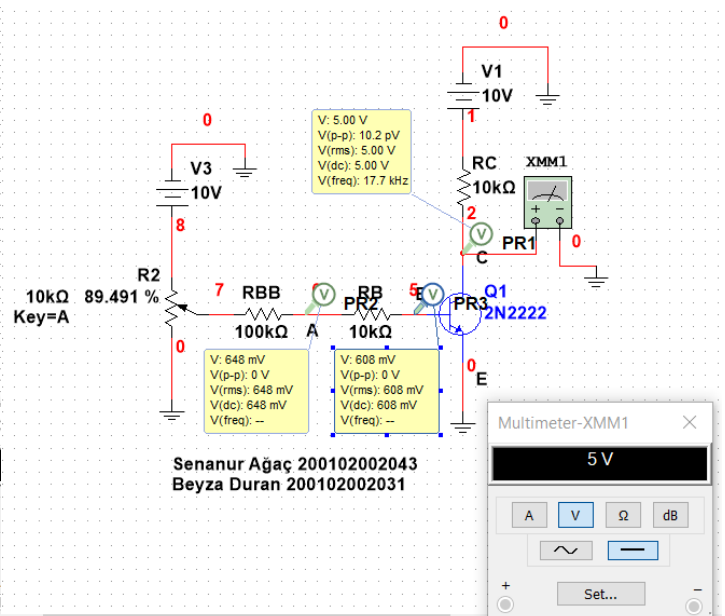 0
V1
10V
1
0
V3
10V
8
V: 5.00 V
V(p-p): 10.2 pV
V(rms): 5.00 V
V(dc): 5.00 V
V(freq): 17.7 kHz
RC
10kΩ
2
XMM1
+ −
0
V
PR1
C
R2
10kΩ 89.491 %
Key=A
0
7
RBB
100kΩ
V
A
PR2
RB
10kΩ
5
V
PR3
Q1
2N2222
0
E
V: 648 mV
V(p-p): 0 V
V(rms): 648 mV
V(dc): 648 mV
V(freq): --
V: 608 mV
V(p-p): 0 V
V(rms): 608 mV
V(dc): 608 mV
V(freq): --
Senanur Ağaç 200102002043
Beyza Duran 200102002031
Multimeter-XMM1
5 V
A V Ω dB
+ Set... −